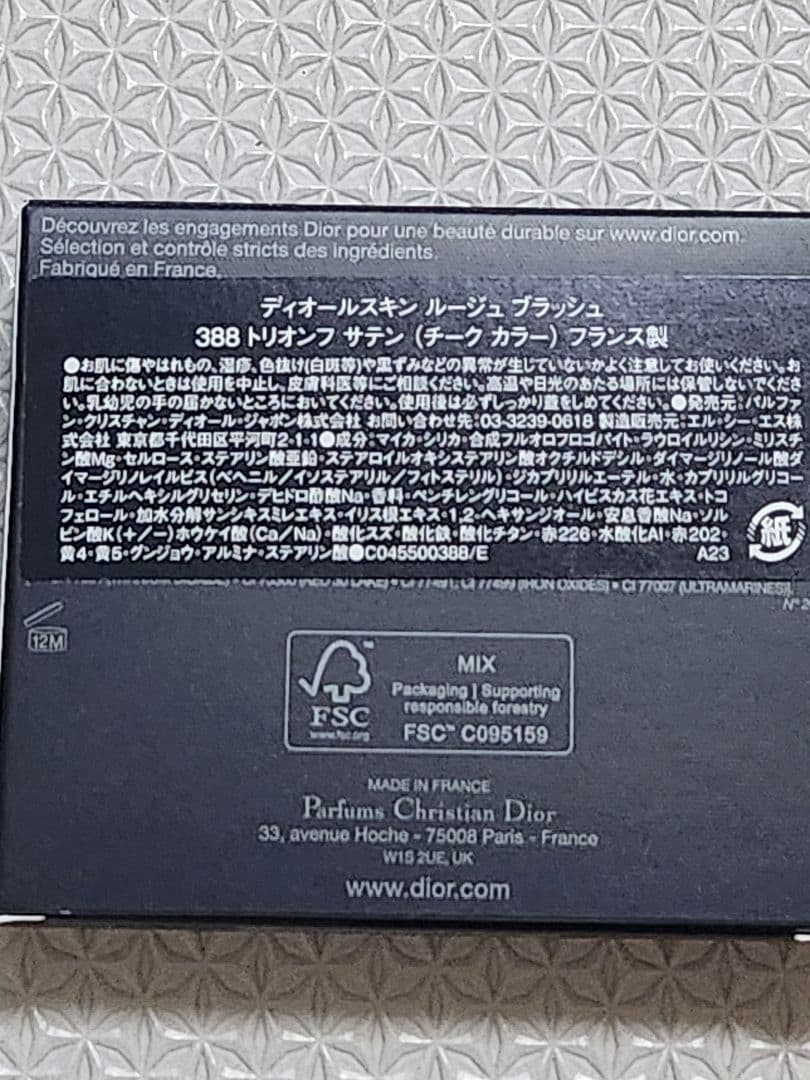 Découvrez les engagements Dior pour une beauté durable sur www.dior.com.
Sélection et contrôle stricts des ingrédients.
Fabriqué en France.
ディオールスキン ルージュ ブラッシュ
388 トリオンフ サテン (チーク カラー) フランス製
●お肌に傷やはれもの、湿疹、色抜け(白斑等)や黒ずみなどの異常が生じていないかよく注意してお使いください。お
肌に合わないときは使用を中止し、皮膚科医等にご相談ください。高温や日光のあたる場所には保管しないでくださ
い。乳幼児の手の届かないところにおいてください。使用後は必ずしっかり蓋をしめてください。●発売元:パルファ
ン・クリスチャン・ディオール・ジャポン株式会社 お問い合わせ先:03-3239-0618 製造販売元:エル・シー・エス株
式会社 東京都千代田区平河町2-1-1●成分:マイカ・シリカ・合成フルオロフロゴパイト・ラウロイルリシン・ミリスチ
ン酸Mg・セルロース・ステアリン酸亜鉛・ステアロイルオキシステアリン酸オクチルドデシル・ダイマージリノール酸ダ
イマージリノレイルビス(ベヘニル/イソステアリル/フィトステリル)・ジカプリリルエーテル・水・カプリリルグリコー
ル・エチルヘキシルグリセリン・デヒドロ酢酸Na・香料・ペンチレングリコール・ハイビスカス花エキス・トコ
フェロール・加水分解サンシキスミレエキス・イリス根エキス・1,2-ヘキサンジオール・安息香酸Na・ソル
ビン酸K(+/−)ホウケイ酸(Ca/Na)・酸化スズ・酸化鉄・酸化チタン・赤226・水酸化Al・赤202・
黄4・黄5・グンジョウ・アルミナ・ステアリン酸●C045500388/E A23
紙
CI 77491, CI 77499 (IRON OXIDES) • CI 77007 (ULTRAMARINES)].
12M
FSC™
www.fsc.org
MIX
Packaging | Supporting
responsible forestry
FSC™ C095159
MADE IN FRANCE
Parfums Christian Dior
33, avenue Hoche - 75008 Paris - France
W1S 2UE, UK
www.dior.com